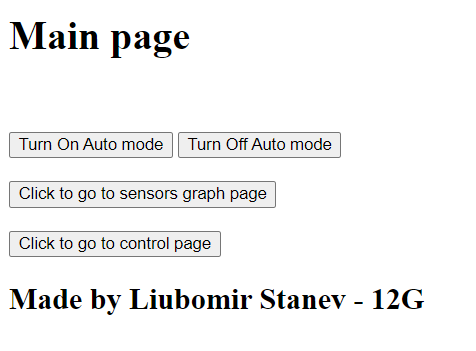 Main page
Turn On Auto mode Turn Off Auto mode
Click to go to sensors graph page
Click to go to control page
Made by Liubomir Stanev - 12G